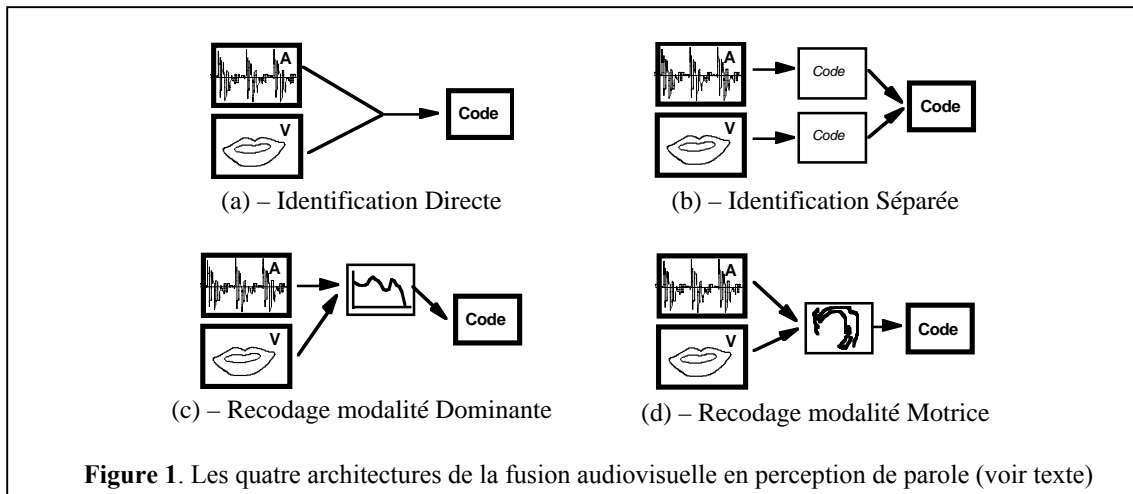 A
V
Code
(a) – Identification Directe
A
V
Code
Code
Code
(b) – Identification Séparée
A
V
Code
(c) – Recodage modalité Dominante
A
V
Code
(d) – Recodage modalité Motrice
Figure 1. Les quatre architectures de la fusion audiovisuelle en perception de parole (voir texte)